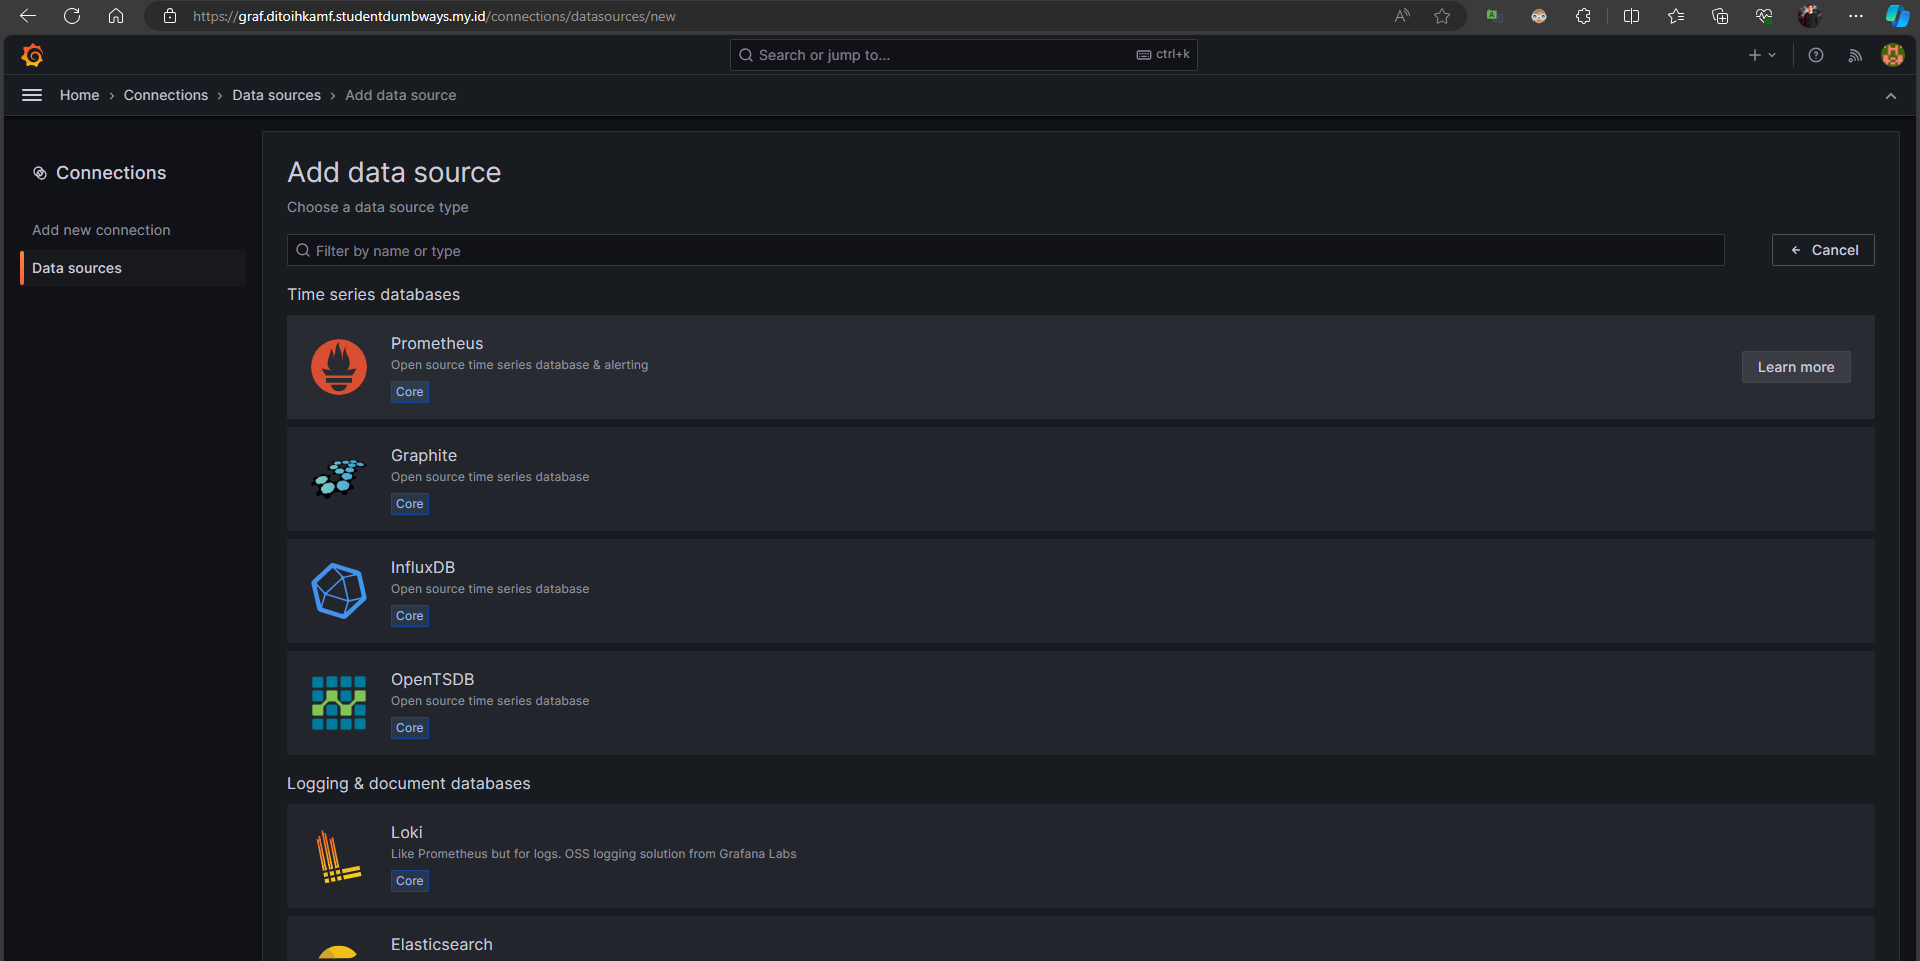 https://graf.ditoihkamf.studentdumbways.my.id/connections/datasources/new
Search or jump to...
ctrl+k
Home › Connections › Data sources › Add data source
Connections
Add new connection
Data sources
Add data source
Choose a data source type
Filter by name or type
Cancel
Time series databases
Prometheus
Open source time series database & alerting
Core
Learn more
Graphite
Open source time series database
Core
InfluxDB
Open source time series database
Core
OpenTSDB
Open source time series database
Core
Logging & document databases
Loki
Like Prometheus but for logs. OSS logging solution from Grafana Labs
Core
Elasticsearch